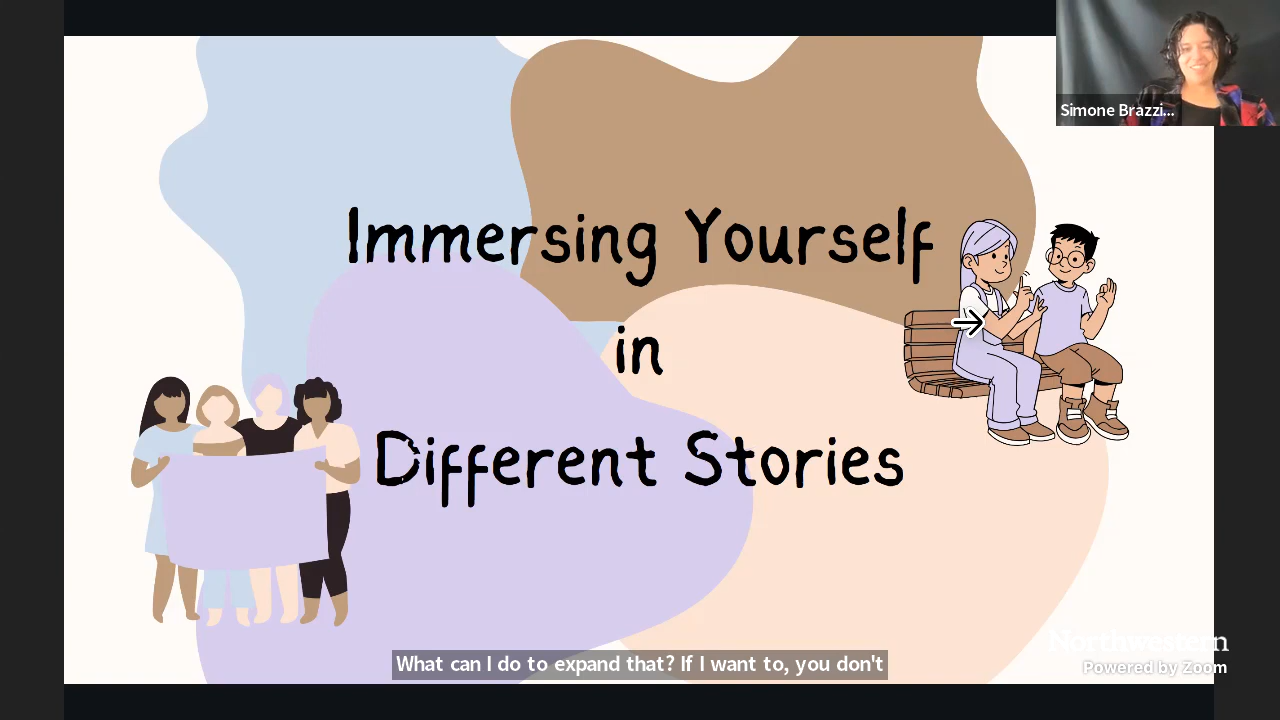 Simone Brazzi...
Immersing Yourself
in
Different Stories
What can I do to expand that? If I want to, you don't
Northwestern
Powered by Zoom